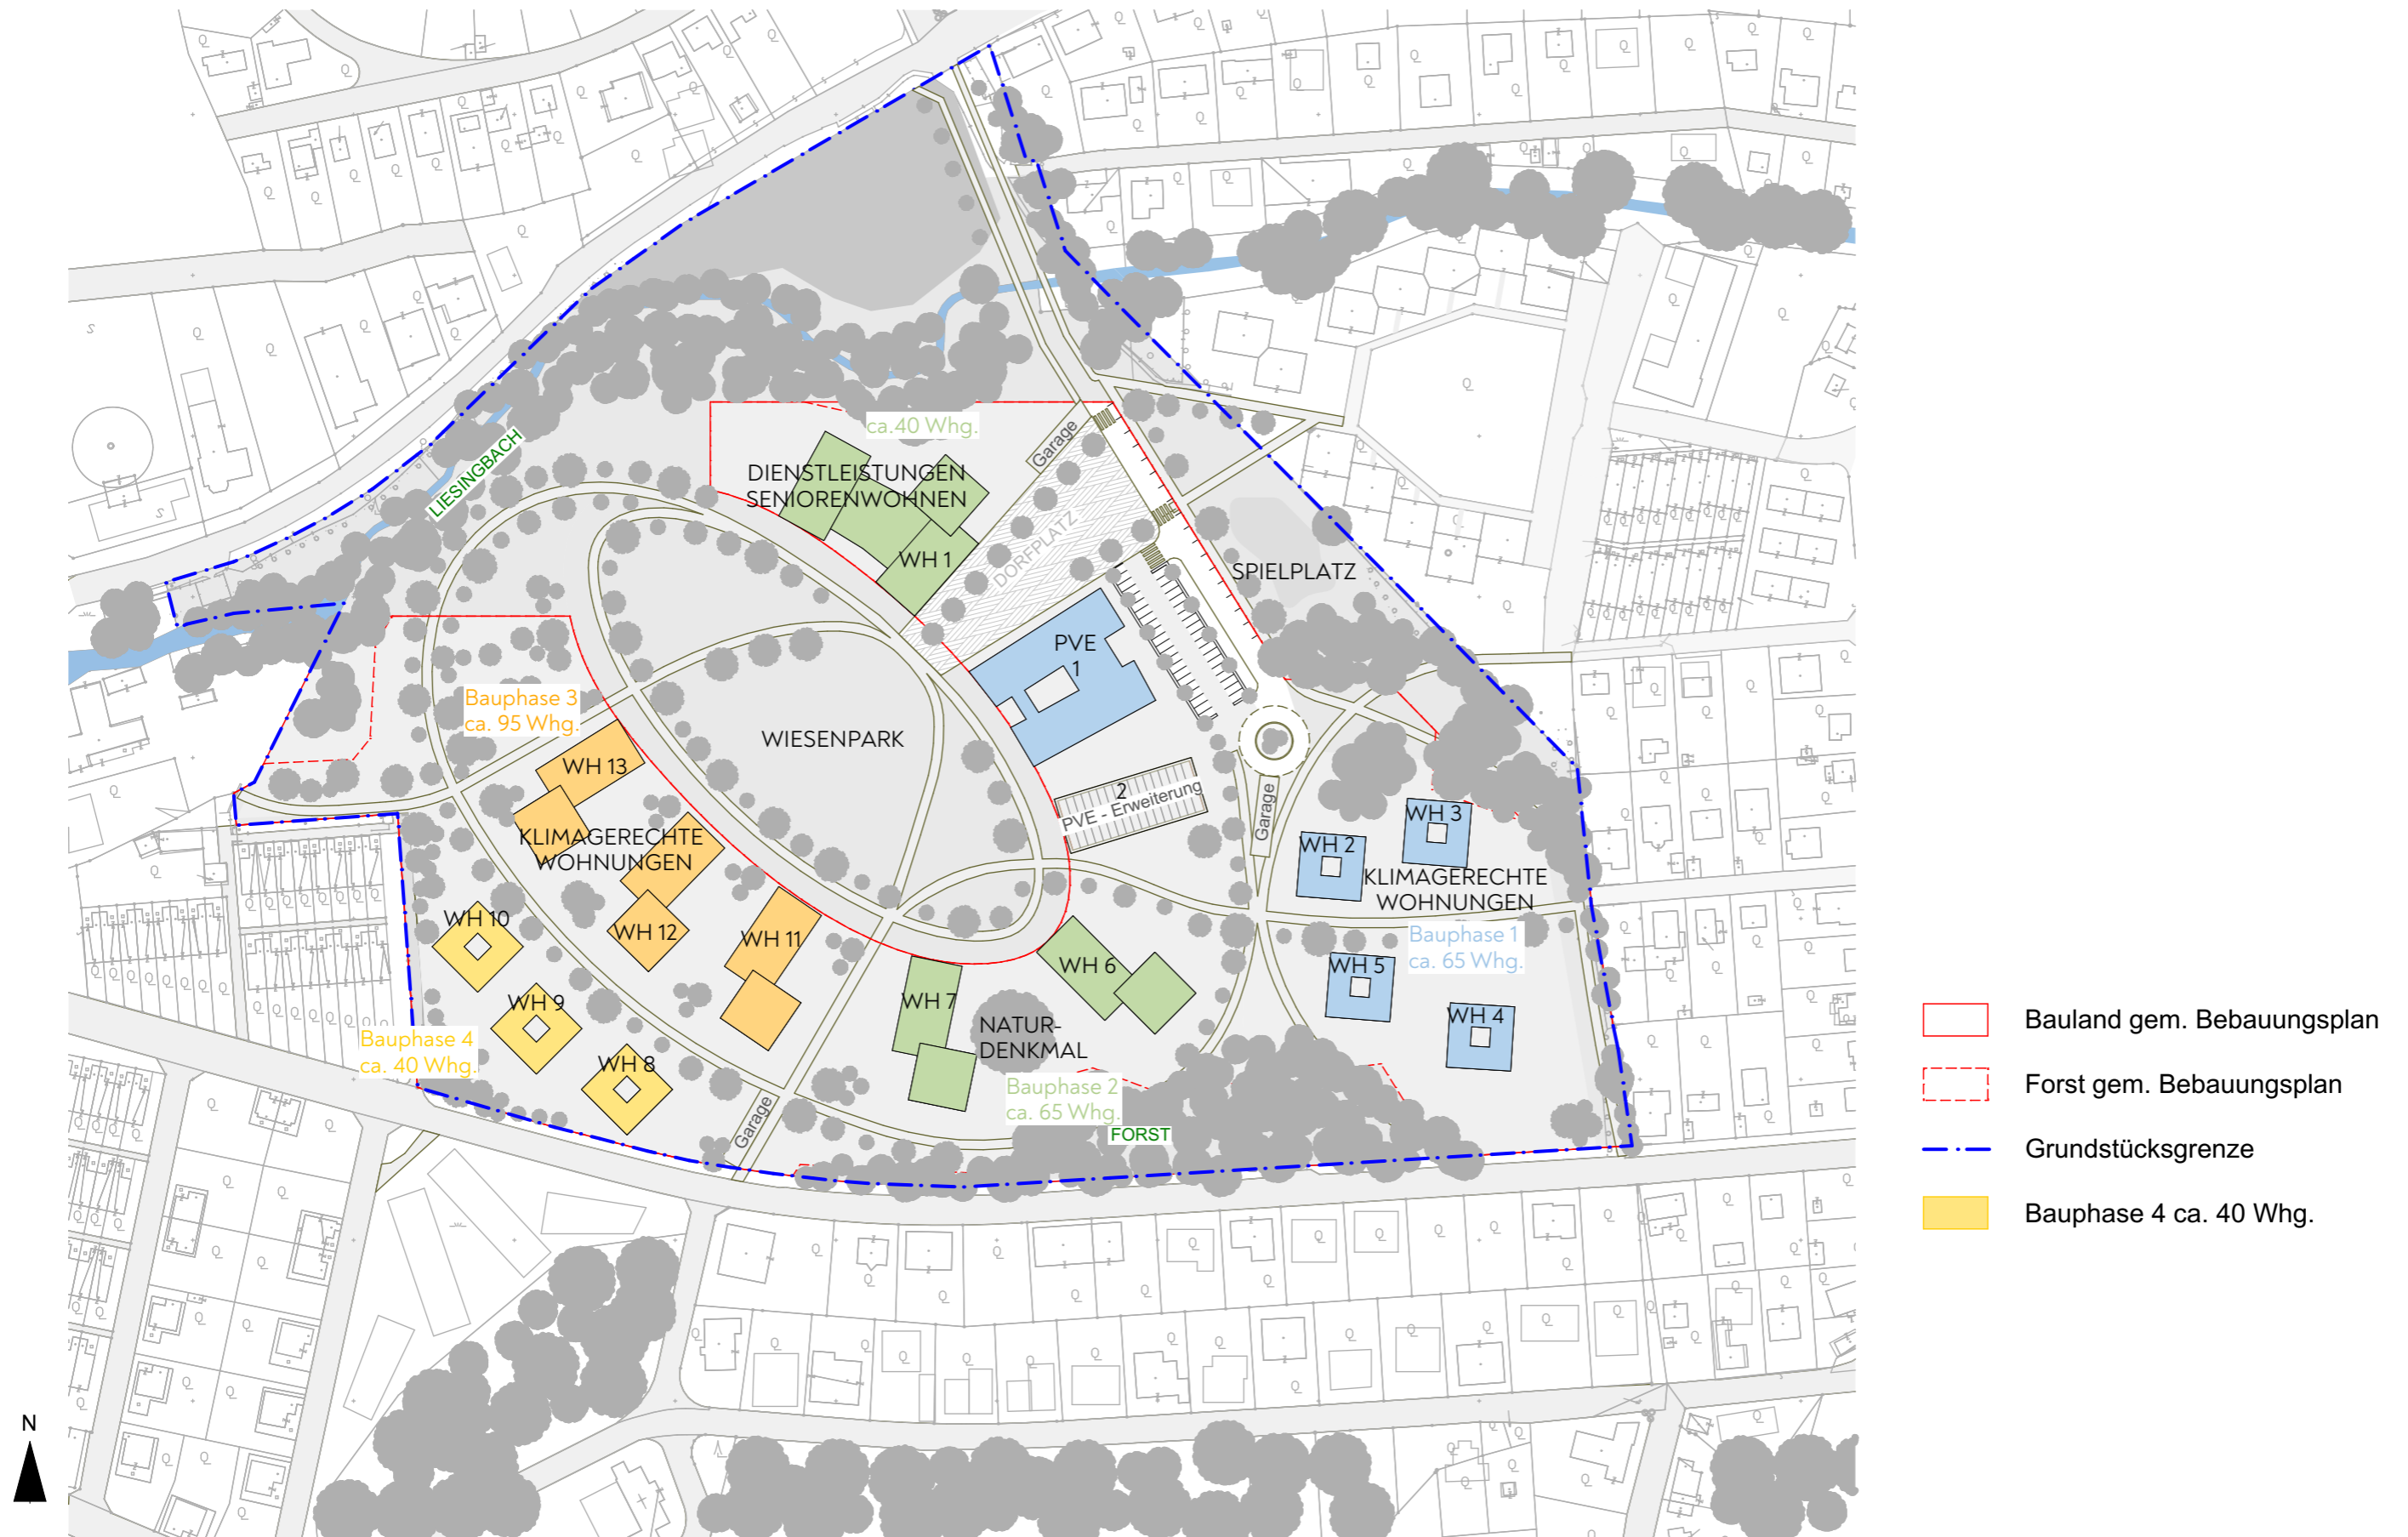 ca.40 Whg.
Garage
DIENSTLEISTUNGEN
SENIORENWOHNEN
LIESINGBACH
WH 1
DORFPLATZ
SPIELPLATZ
PVE
1
Bauphase 3
ca. 95 Whg.
WIESENPARK
WH 13
2
PVE - Erweiterung
Garage
WH 3
WH 2
KLIMAGERECHTE
WOHNUNGEN
KLIMAGERECHTE
WOHNUNGEN
WH 10
WH 12
WH 11
Bauphase 1
ca. 65 Whg.
WH 6
WH 5
WH 9
WH 7
WH 4
NATUR-
DENKMAL
Bauphase 4
ca. 40 Whg.
WH 8
Bauphase 2
ca. 65 Whg.
Garage
FORST
Bauland gem. Bebauungsplan
Forst gem. Bebauungsplan
Grundstücksgrenze
Bauphase 4 ca. 40 Whg.
N